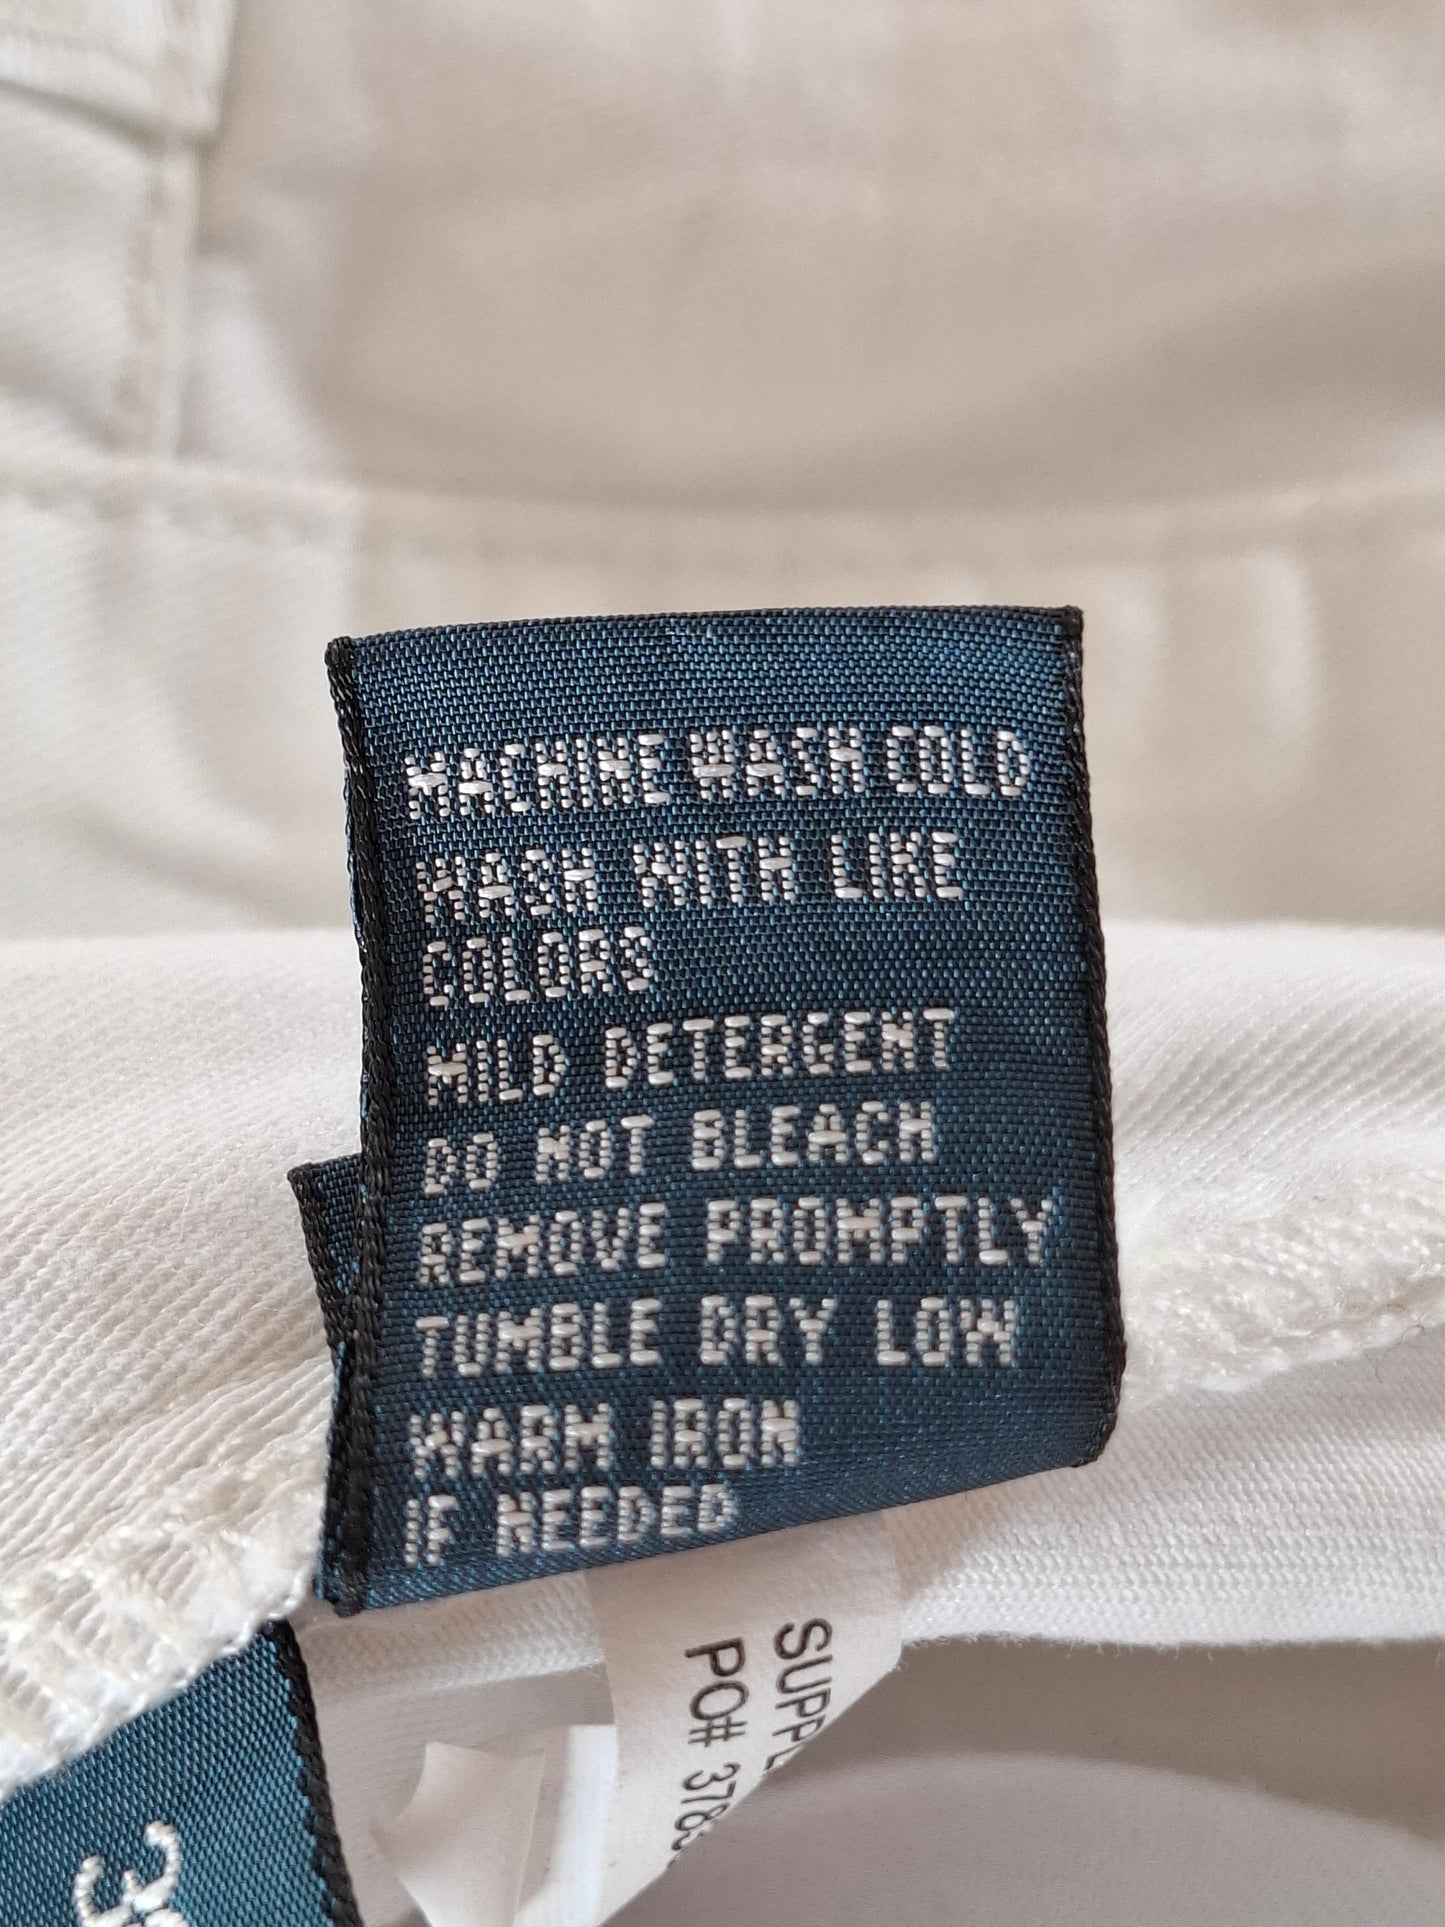 MACHINE WASH COLD
WASH WITH LIKE
COLORS
MILD DETERGENT
DO NOT BLEACH
REMOVE PROMPTLY
TUMBLE DRY LOW
WARM IRON
IF NEEDED
PO# 378